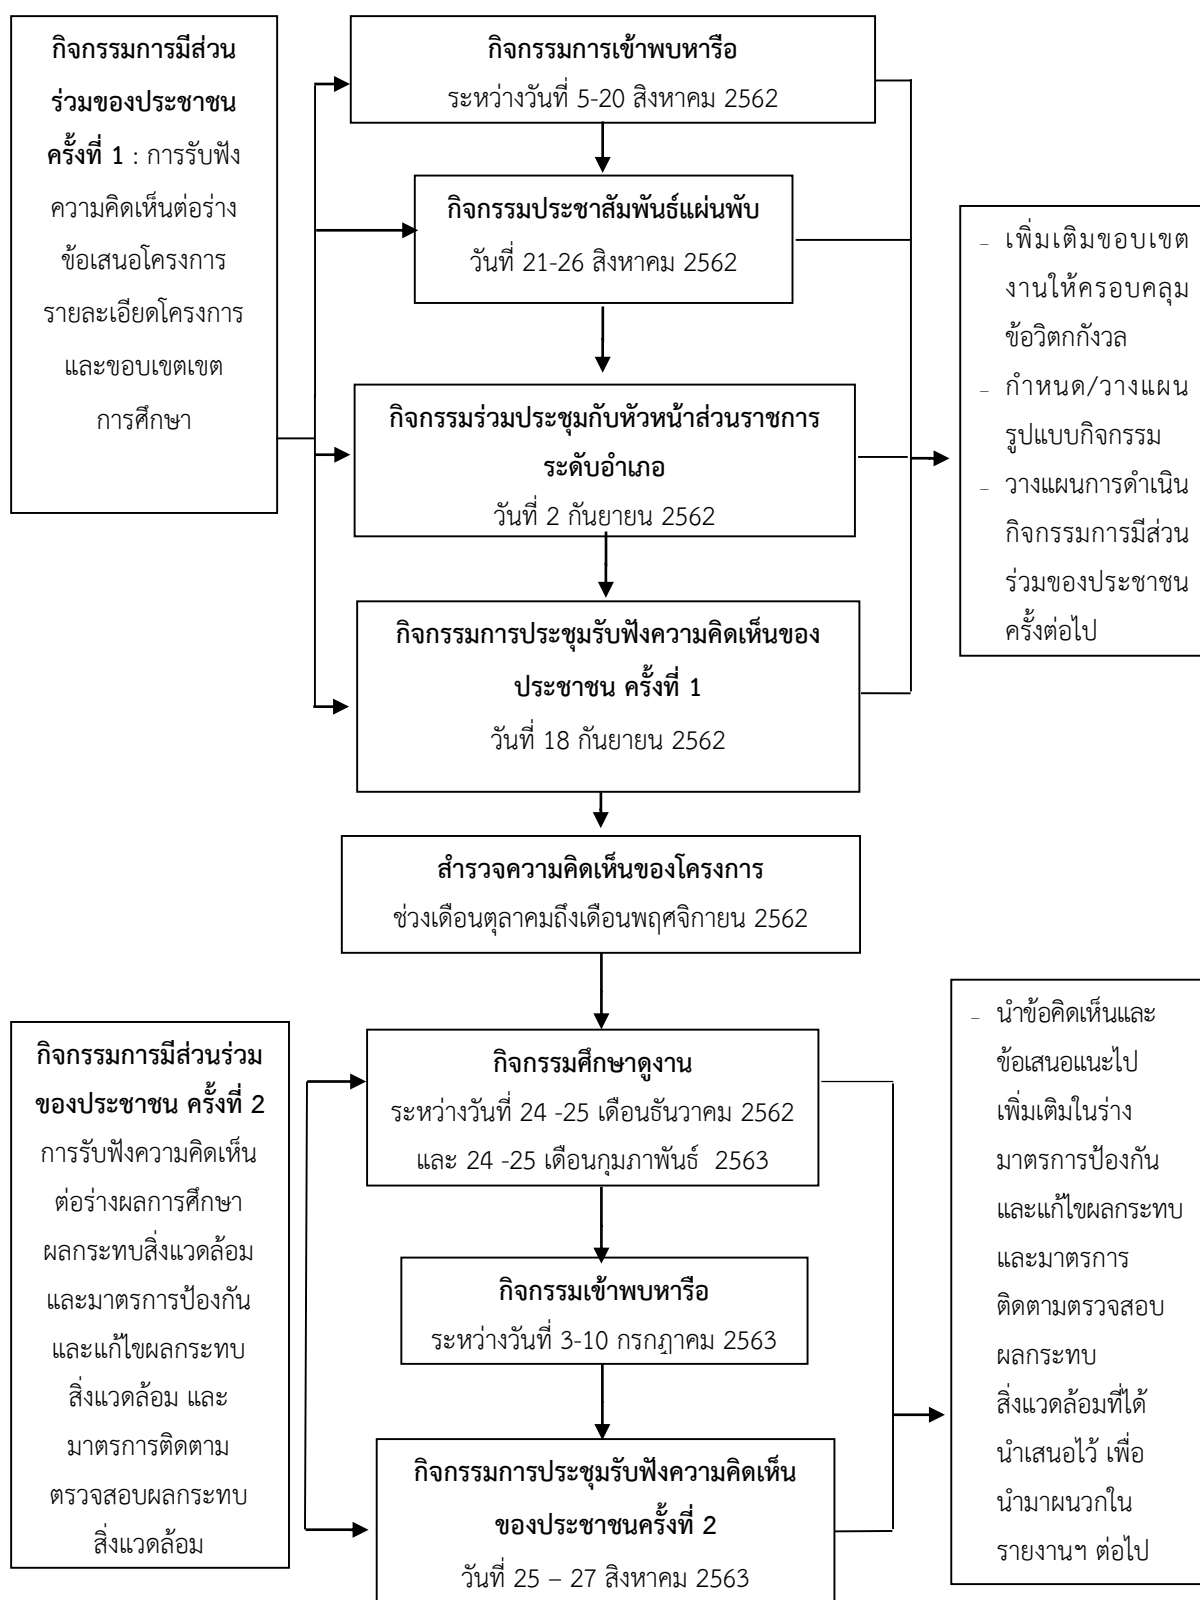 กิจกรรมการมีส่วน
ร่วมของประชาชน
ครั้งที่ 1 : การรับฟัง
ความคิดเห็นต่อร่าง
ข้อเสนอโครงการ
รายละเอียดโครงการ
และขอบเขตเขต
การศึกษา
กิจกรรมการเข้าพบหารือ
ระหว่างวันที่ 5-20 สิงหาคม 2562
กิจกรรมประชาสัมพันธ์แผ่นพับ
วันที่ 21-26 สิงหาคม 2562
กิจกรรมร่วมประชุมกับหัวหน้าส่วนราชการ
ระดับอำเภอ
วันที่ 2 กันยายน 2562
กิจกรรมการประชุมรับฟังความคิดเห็นของ
ประชาชน ครั้งที่ 1
วันที่ 18 กันยายน 2562
- เพิ่มเติมขอบเขต
งานให้ครอบคลุม
ข้อวิตกกังวล
- กำหนด/วางแผน
รูปแบบกิจกรรม
- วางแผนการดำเนิน
กิจกรรมการมีส่วน
ร่วมของประชาชน
ครั้งต่อไป
สำรวจความคิดเห็นของโครงการ
ช่วงเดือนตุลาคมถึงเดือนพฤศจิกายน 2562
กิจกรรมการมีส่วนร่วม
ของประชาชน ครั้งที่ 2
การรับฟังความคิดเห็น
ต่อร่างผลการศึกษา
ผลกระทบสิ่งแวดล้อม
และมาตรการป้องกัน
และแก้ไขผลกระทบ
สิ่งแวดล้อม และ
มาตรการติดตาม
ตรวจสอบผลกระทบ
สิ่งแวดล้อม
กิจกรรมศึกษาดูงาน
ระหว่างวันที่ 24 -25 เดือนธันวาคม 2562
และ 24 -25 เดือนกุมภาพันธ์ 2563
กิจกรรมเข้าพบหารือ
ระหว่างวันที่ 3-10 กรกฎาคม 2563
กิจกรรมการประชุมรับฟังความคิดเห็น
ของประชาชนครั้งที่ 2
วันที่ 25 – 27 สิงหาคม 2563
- นำข้อคิดเห็นและ
ข้อเสนอแนะไป
เพิ่มเติมในร่าง
มาตรการป้องกัน
และแก้ไขผลกระทบ
และมาตรการ
ติดตามตรวจสอบ
ผลกระทบ
สิ่งแวดล้อมที่ได้
นำเสนอไว้ เพื่อ
นำมาผนวกใน
รายงานฯ ต่อไป